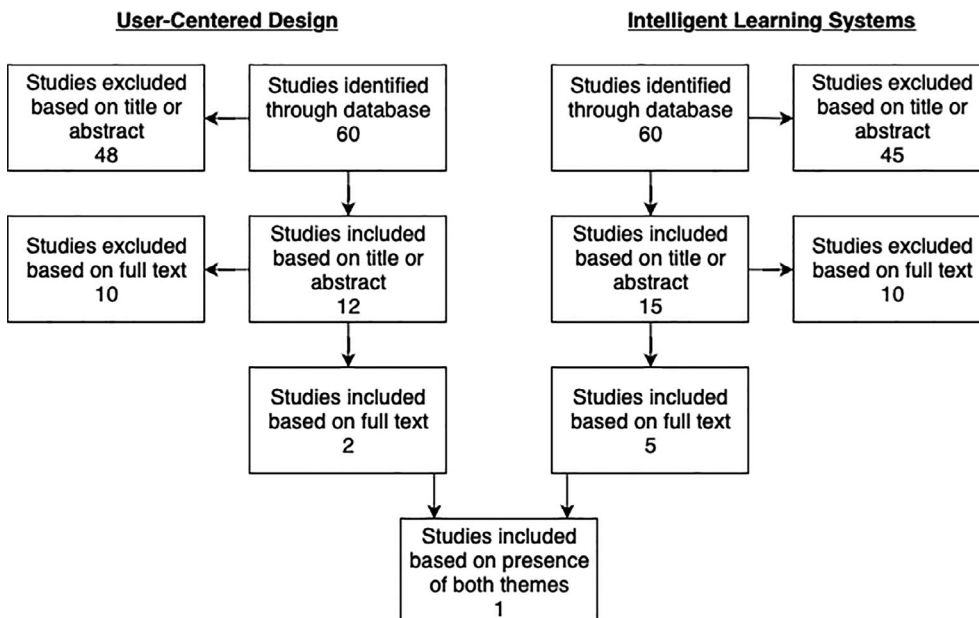 User-Centered Design
Intelligent Learning Systems
Studies excluded
based on title or
abstract
48
Studies identified
through database
60
Studies identified
through database
60
Studies excluded
based on title or
abstract
45
Studies excluded
based on full text
10
Studies included
based on title or
abstract
12
Studies included
based on title or
abstract
15
Studies excluded
based on full text
10
Studies included
based on full text
2
Studies included
based on full text
5
Studies included
based on presence
of both themes
1